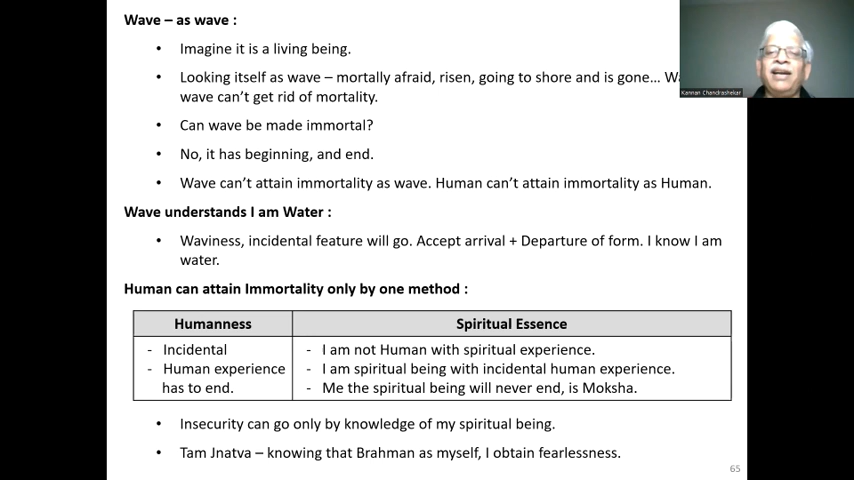 Wave – as wave :
• Imagine it is a living being.
• Looking itself as wave – mortally afraid, risen, going to shore and is gone…
wave can't get rid of mortality.
• Can wave be made immortal?
• No, it has beginning, and end.
• Wave can't attain immortality as wave. Human can't attain immortality as Human.
Wave understands I am Water :
• Waviness, incidental feature will go. Accept arrival + Departure of form. I know I am
water.
Human can attain Immortality only by one method :
Humanness
Spiritual Essence
- Incidental
- Human experience
has to end.
- I am not Human with spiritual experience.
- I am spiritual being with incidental human experience.
- Me the spiritual being will never end, is Moksha.
• Insecurity can go only by knowledge of my spiritual being.
• Tam Jnatva – knowing that Brahman as myself, I obtain fearlessness.
65
Kannan Chandrashekar